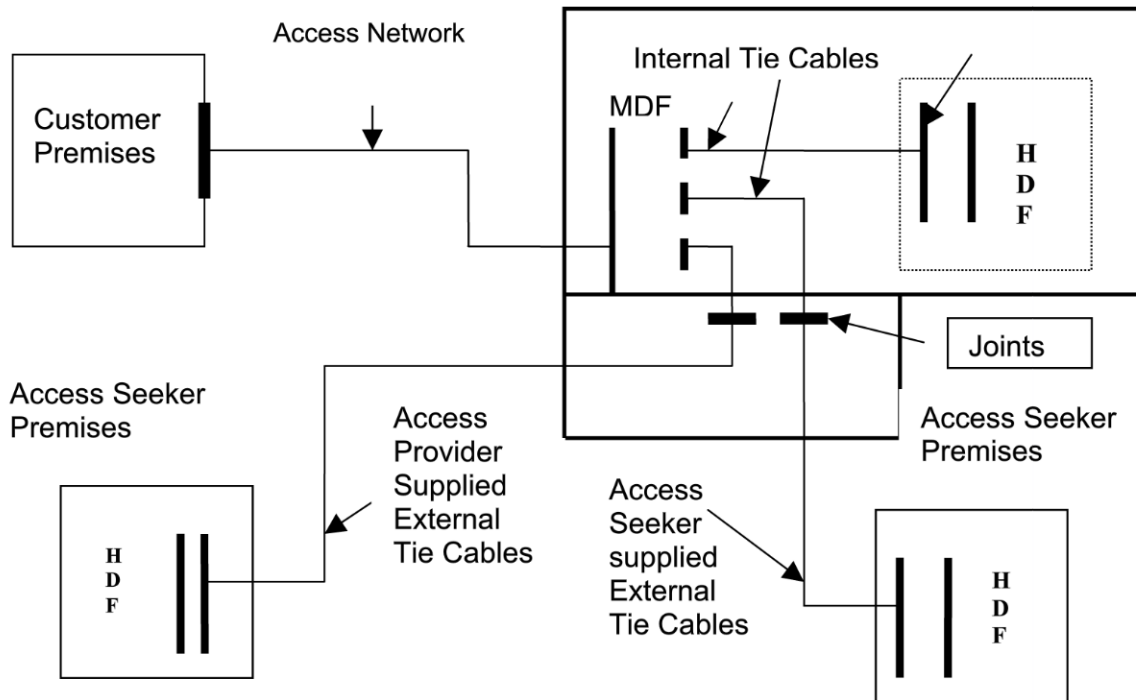 Access Network
Internal Tie Cables
MDF
Customer
Premises
H
D
F
Joints
Access Seeker
Premises
Access
Provider
Supplied
External
Tie Cables
Access Seeker
Premises
Access
Seeker
supplied
External
Tie Cables
H
D
F
H
D
F